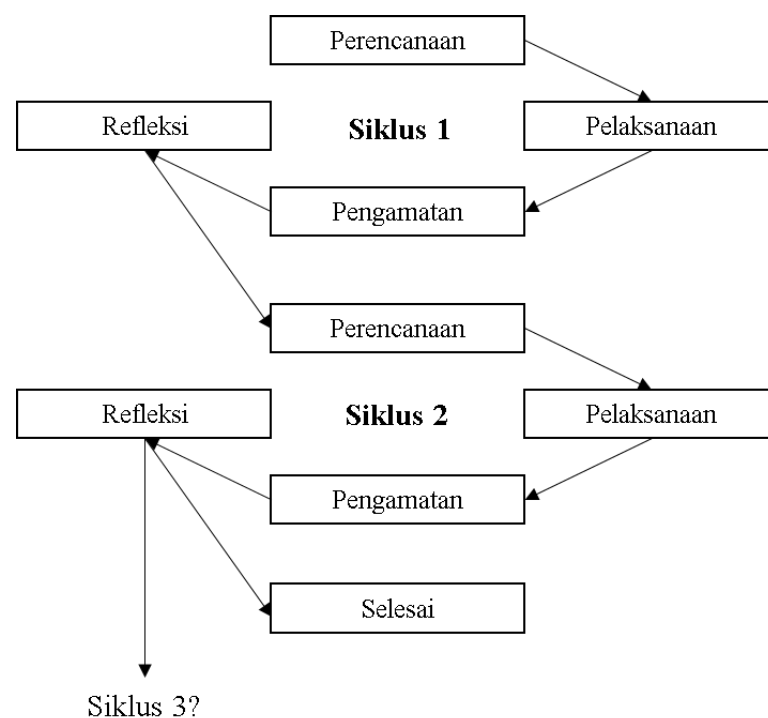 Perencanaan
Refleksi
Siklus 1
Pelaksanaan
Pengamatan
Perencanaan
Refleksi
Siklus 2
Pelaksanaan
Pengamatan
Selesai
Siklus 3?